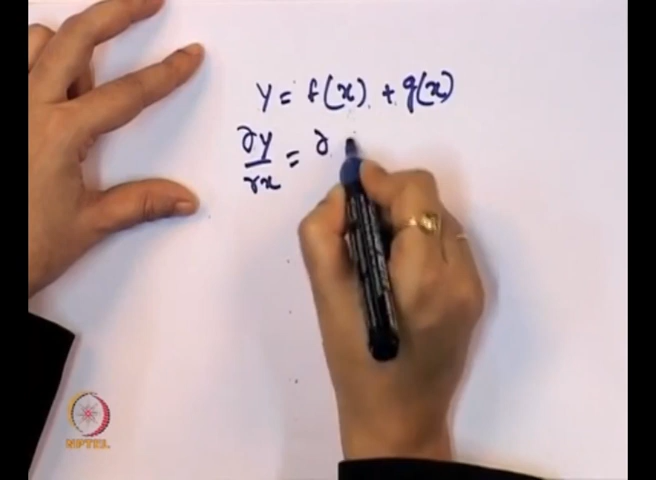 y = f(x) + g(x)
∂y/∂x = ∂
NPTEL